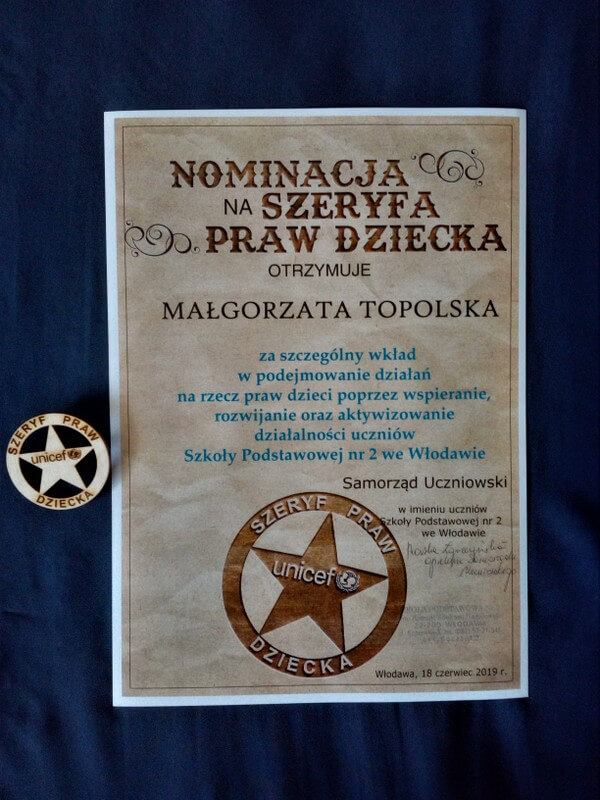 NOMINACJA
NA SZERYFA
PRAW DZIECKA
OTRZYMUJE
MAŁGORZATA TOPOLSKA
za szczególny wkład
w podejmowanie działań
na rzecz praw dzieci poprzez wspieranie,
rozwijanie oraz aktywizowanie
działalności uczniów
Szkoły Podstawowej nr 2 we Włodawie
Samorząd Uczniowski
w imieniu uczniów
Szkoły Podstawowej nr 2
we Włodawie
SZERYF PRAW
unicef
DZIECKA
Włodawa, 18 czerwiec 2019 r.
SZERYF PRAW
unicef
DZIECKA